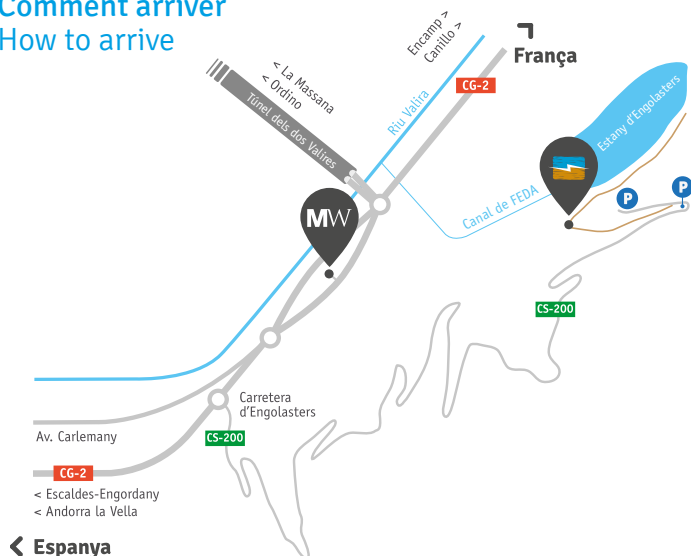 Comment arriver
How to arrive
Encamp >
Canillo >
França
CG-2
< La Massana
< Ordino
Túnel dels dos Valires
Riu Valira
Estany d'Engolasters
Canal de FEDA
P
P
MW
CS-200
Carretera
d'Engolasters
CS-200
Av. Carlemany
CG-2
< Escaldes-Engordany
< Andorra la Vella
< Espanya